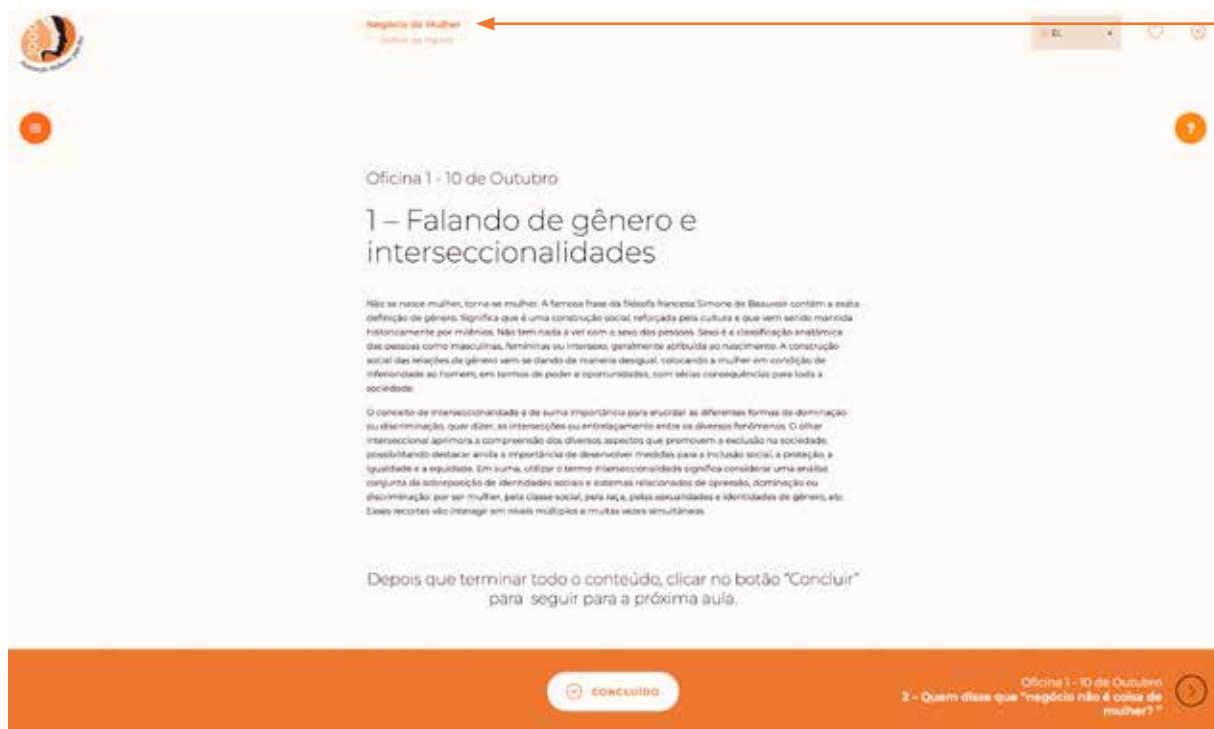 Negócio de Mulher
Voltar ao Painel
EL
?
Oficina 1 - 10 de Outubro
1 – Falando de gênero e
interseccionalidades
Não se nasce mulher, torna-se mulher. A famosa frase da filósofa francesa Simone de Beauvoir contém a exata
definição de gênero. Significa que é uma construção social, reforçada pela cultura e que vem sendo mantida
historicamente por milênios. Não tem nada a ver com o sexo das pessoas. Sexo é a classificação anatômica
das pessoas como masculinas, femininas ou intersexo, geralmente atribuída ao nascimento. A construção
social das relações de gênero vem se dando de maneira desigual, colocando a mulher em condição de
inferioridade ao homem, em termos de poder e oportunidades, com sérias consequências para toda a
sociedade.
O conceito de interseccionalidade é de suma importância para elucidar as diferentes formas de dominação
ou discriminação, quer dizer, as intersecções ou entrelaçamento entre os diversos fenômenos. O olhar
interseccional aprimora a compreensão dos diversos aspectos que promovem a exclusão na sociedade,
possibilitando destacar ainda a importância de desenvolver medidas para a inclusão social, a proteção, a
igualdade e a equidade. Em suma, utilizar o termo interseccionalidade significa considerar uma análise
conjunta da sobreposição de identidades sociais e sistemas relacionados de opressão, dominação ou
discriminação: por ser mulher, pela classe social, pela raça, pelas sexualidades e identidades de gênero, etc.
Esses recortes vão interagir em níveis múltiplos e muitas vezes simultâneos.
Depois que terminar todo o conteúdo, clicar no botão "Concluir"
para seguir para a próxima aula.
CONCLUÍDO
Oficina 1 - 10 de Outubro
2 – Quem disse que "negócio não é coisa de
mulher? "